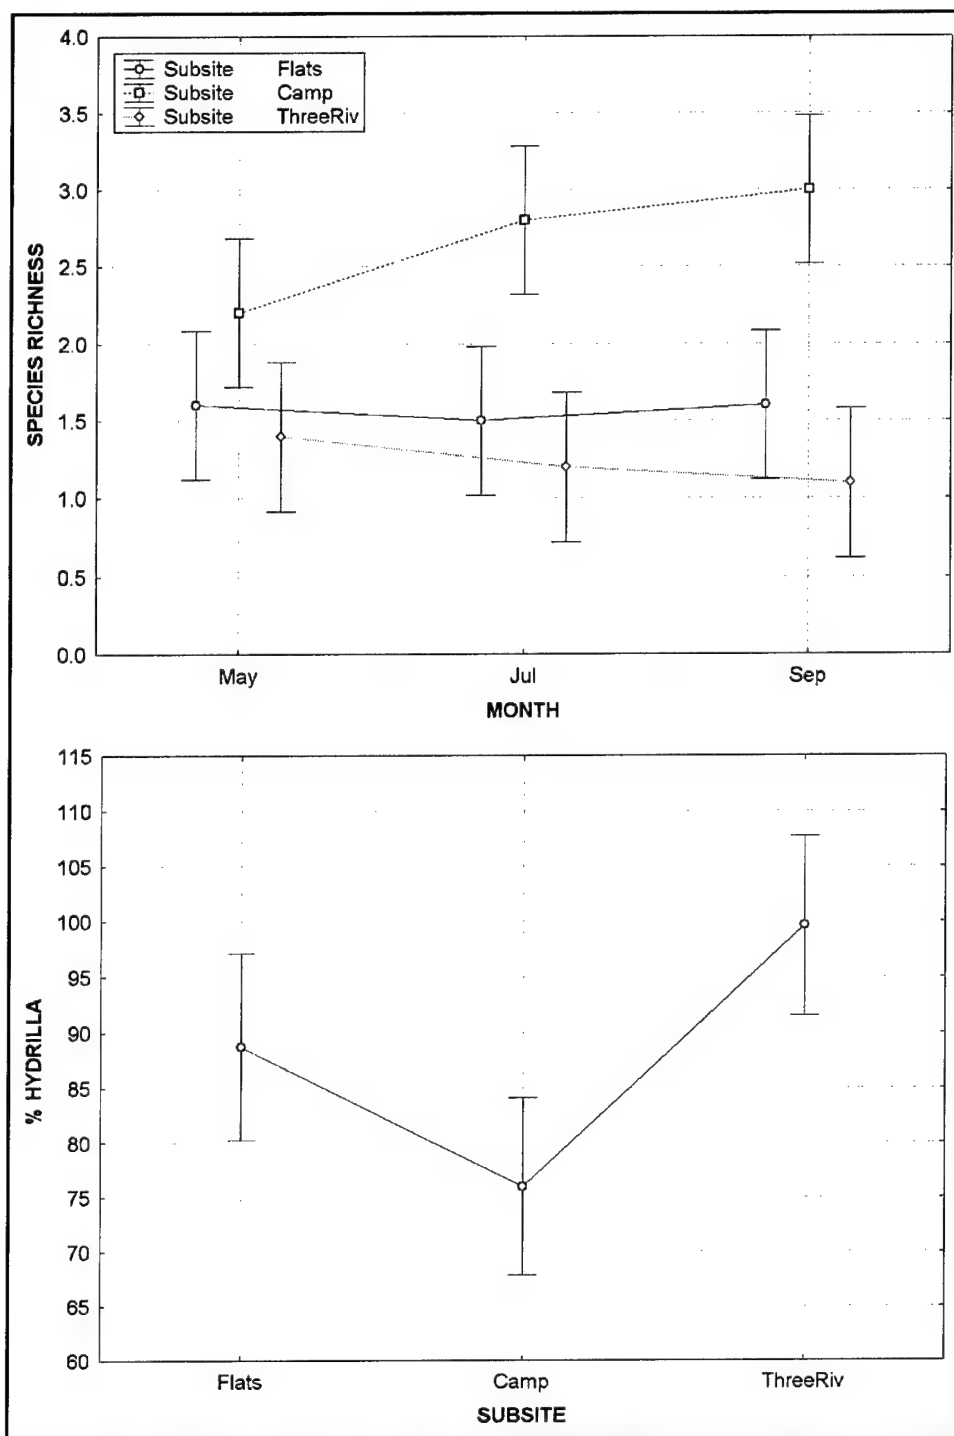 4.0
3.5
3.0
2.5
2.0
1.5
1.0
0.5
0.0
SPECIES RICHNESS
Subsite Flats
Subsite Camp
Subsite ThreeRiv
May Jul Sep
MONTH
115
110
105
100
95
90
85
80
75
70
65
60
% HYDRILLA
Flats Camp ThreeRiv
SUBSITE